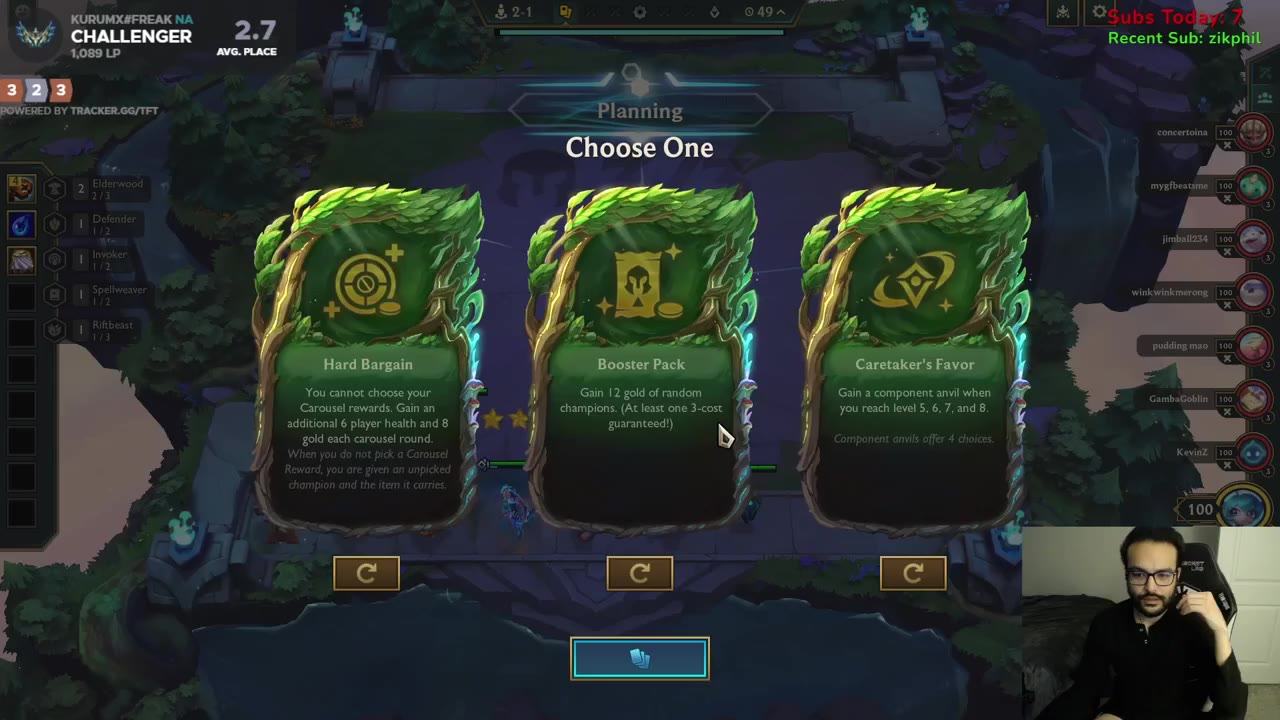 KURUMX#FREAK NA
CHALLENGER
1,089 LP
2.7
AVG. PLACE
3 2 3
POWERED BY TRACKER.GG/TFT
2-1
49
Subs Today: 7
Recent Sub: zikphil
Planning
Choose One
2 Elderwood
2 / 3
1 Defender
1 / 2
1 Invoker
1 / 2
1 Spellweaver
1 / 2
1 Riftbeast
1 / 3
Hard Bargain
You cannot choose your
Carousel rewards. Gain an
additional 6 player health and 8
gold each carousel round.
When you do not pick a Carousel
Reward, you are given an unpicked
champion and the item it carries.
Booster Pack
Gain 12 gold of random
champions. (At least one 3-cost
guaranteed!)
Caretaker's Favor
Gain a component anvil when
you reach level 5, 6, 7, and 8.
Component anvils offer 4 choices.
concertoina 100
3
mygfbeatsme 100
3
jimball234 100
3
winkwinkmerong 100
3
pudding mao 100
3
GambaGoblin 100
3
KevinZ 100
3
100